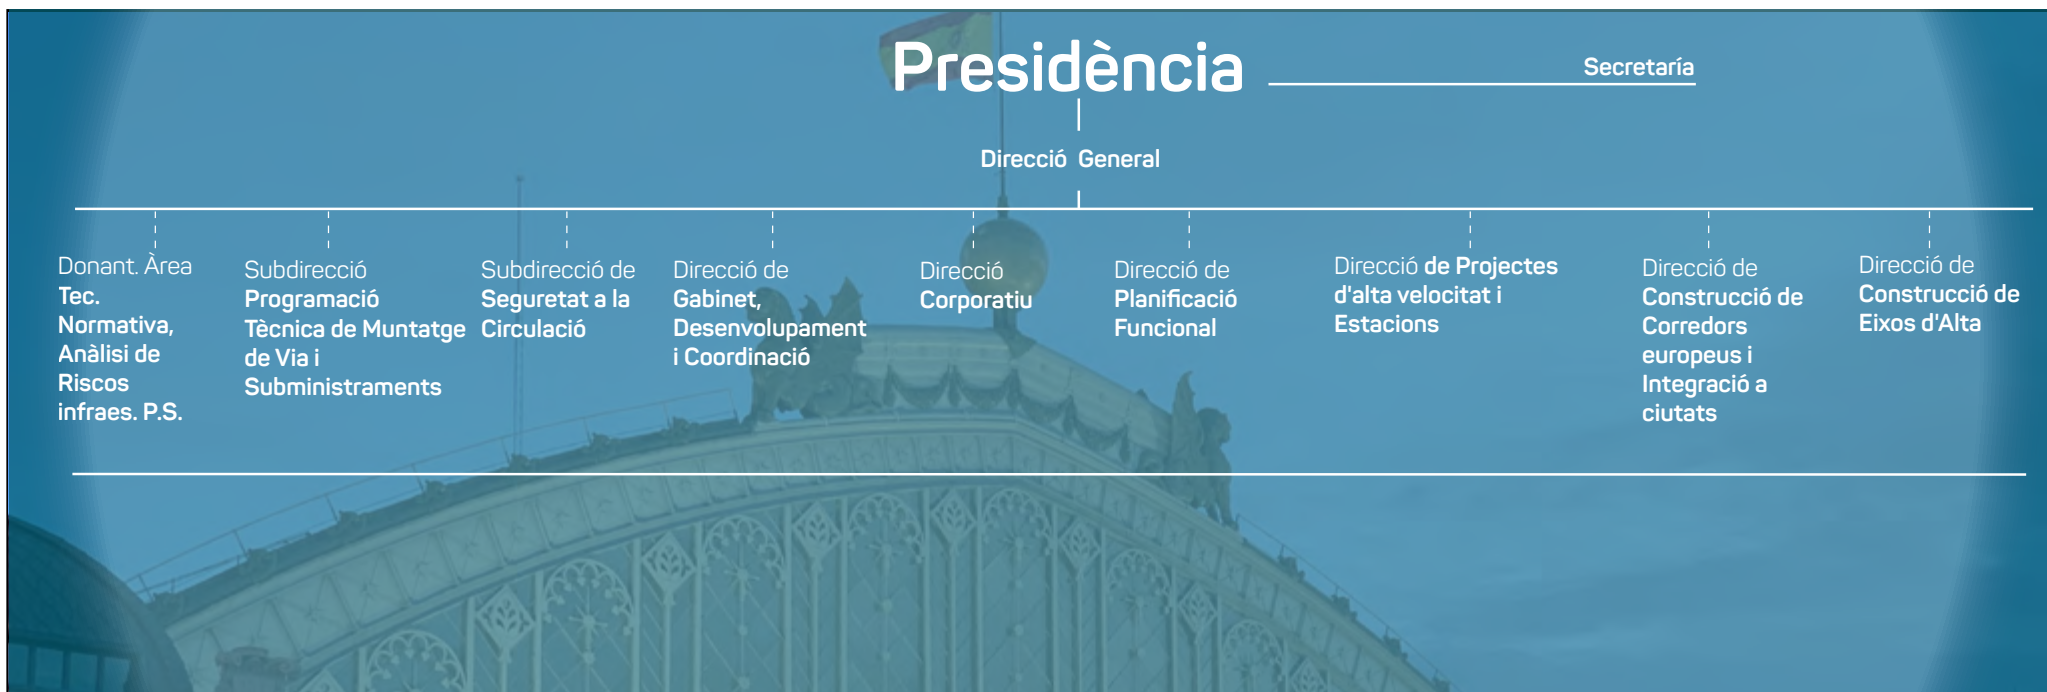 Presidència
Secretaría
Direcció General
Donant. Àrea
Tec.
Normativa,
Anàlisi de
Riscos
infraes. P.S.
Subdirecció
Programació
Tècnica de Muntatge
de Via i
Subministraments
Subdirecció de
Seguretat a la
Circulació
Direcció de
Gabinet,
Desenvolupament
i Coordinació
Direcció
Corporatiu
Direcció de
Planificació
Funcional
Direcció de Projectes
d'alta velocitat i
Estacions
Direcció de
Construcció de
Corredors
europeus i
Integració a
ciutats
Direcció de
Construcció de
Eixos d'Alta